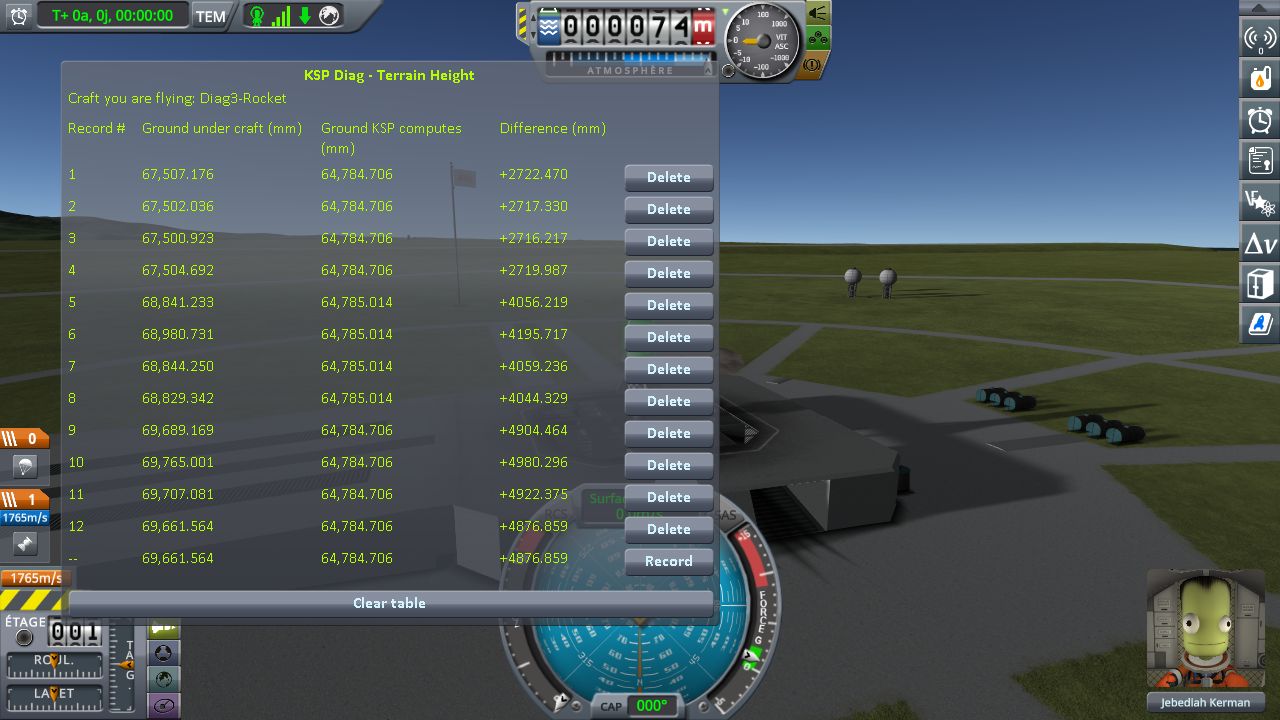 T+ 0a, 0j, 00:00:00 TEM
000074 m
ATMOSPHÈRE
VIT ASC
KSP Diag - Terrain Height
Craft you are flying: Diag3-Rocket
Record # Ground under craft (mm) Ground KSP computes (mm) Difference (mm)
1 67,507.176 64,784.706 +2722.470 Delete
2 67,502.036 64,784.706 +2717.330 Delete
3 67,500.923 64,784.706 +2716.217 Delete
4 67,504.692 64,784.706 +2719.987 Delete
5 68,841.233 64,785.014 +4056.219 Delete
6 68,980.731 64,785.014 +4195.717 Delete
7 68,844.250 64,785.014 +4059.236 Delete
8 68,829.342 64,785.014 +4044.329 Delete
9 69,689.169 64,784.706 +4904.464 Delete
10 69,765.001 64,784.706 +4980.296 Delete
11 69,707.081 64,784.706 +4922.375 Delete
12 69,661.564 64,784.706 +4876.859 Delete
-- 69,661.564 64,784.706 +4876.859 Record
Clear table
0
1
1765m/s
1765m/s
ÉTAGE 001
ROUL.
LACET
TANG
RCS
SAS
FORCE G
CAP 000°
Δv
Jebediah Kerman